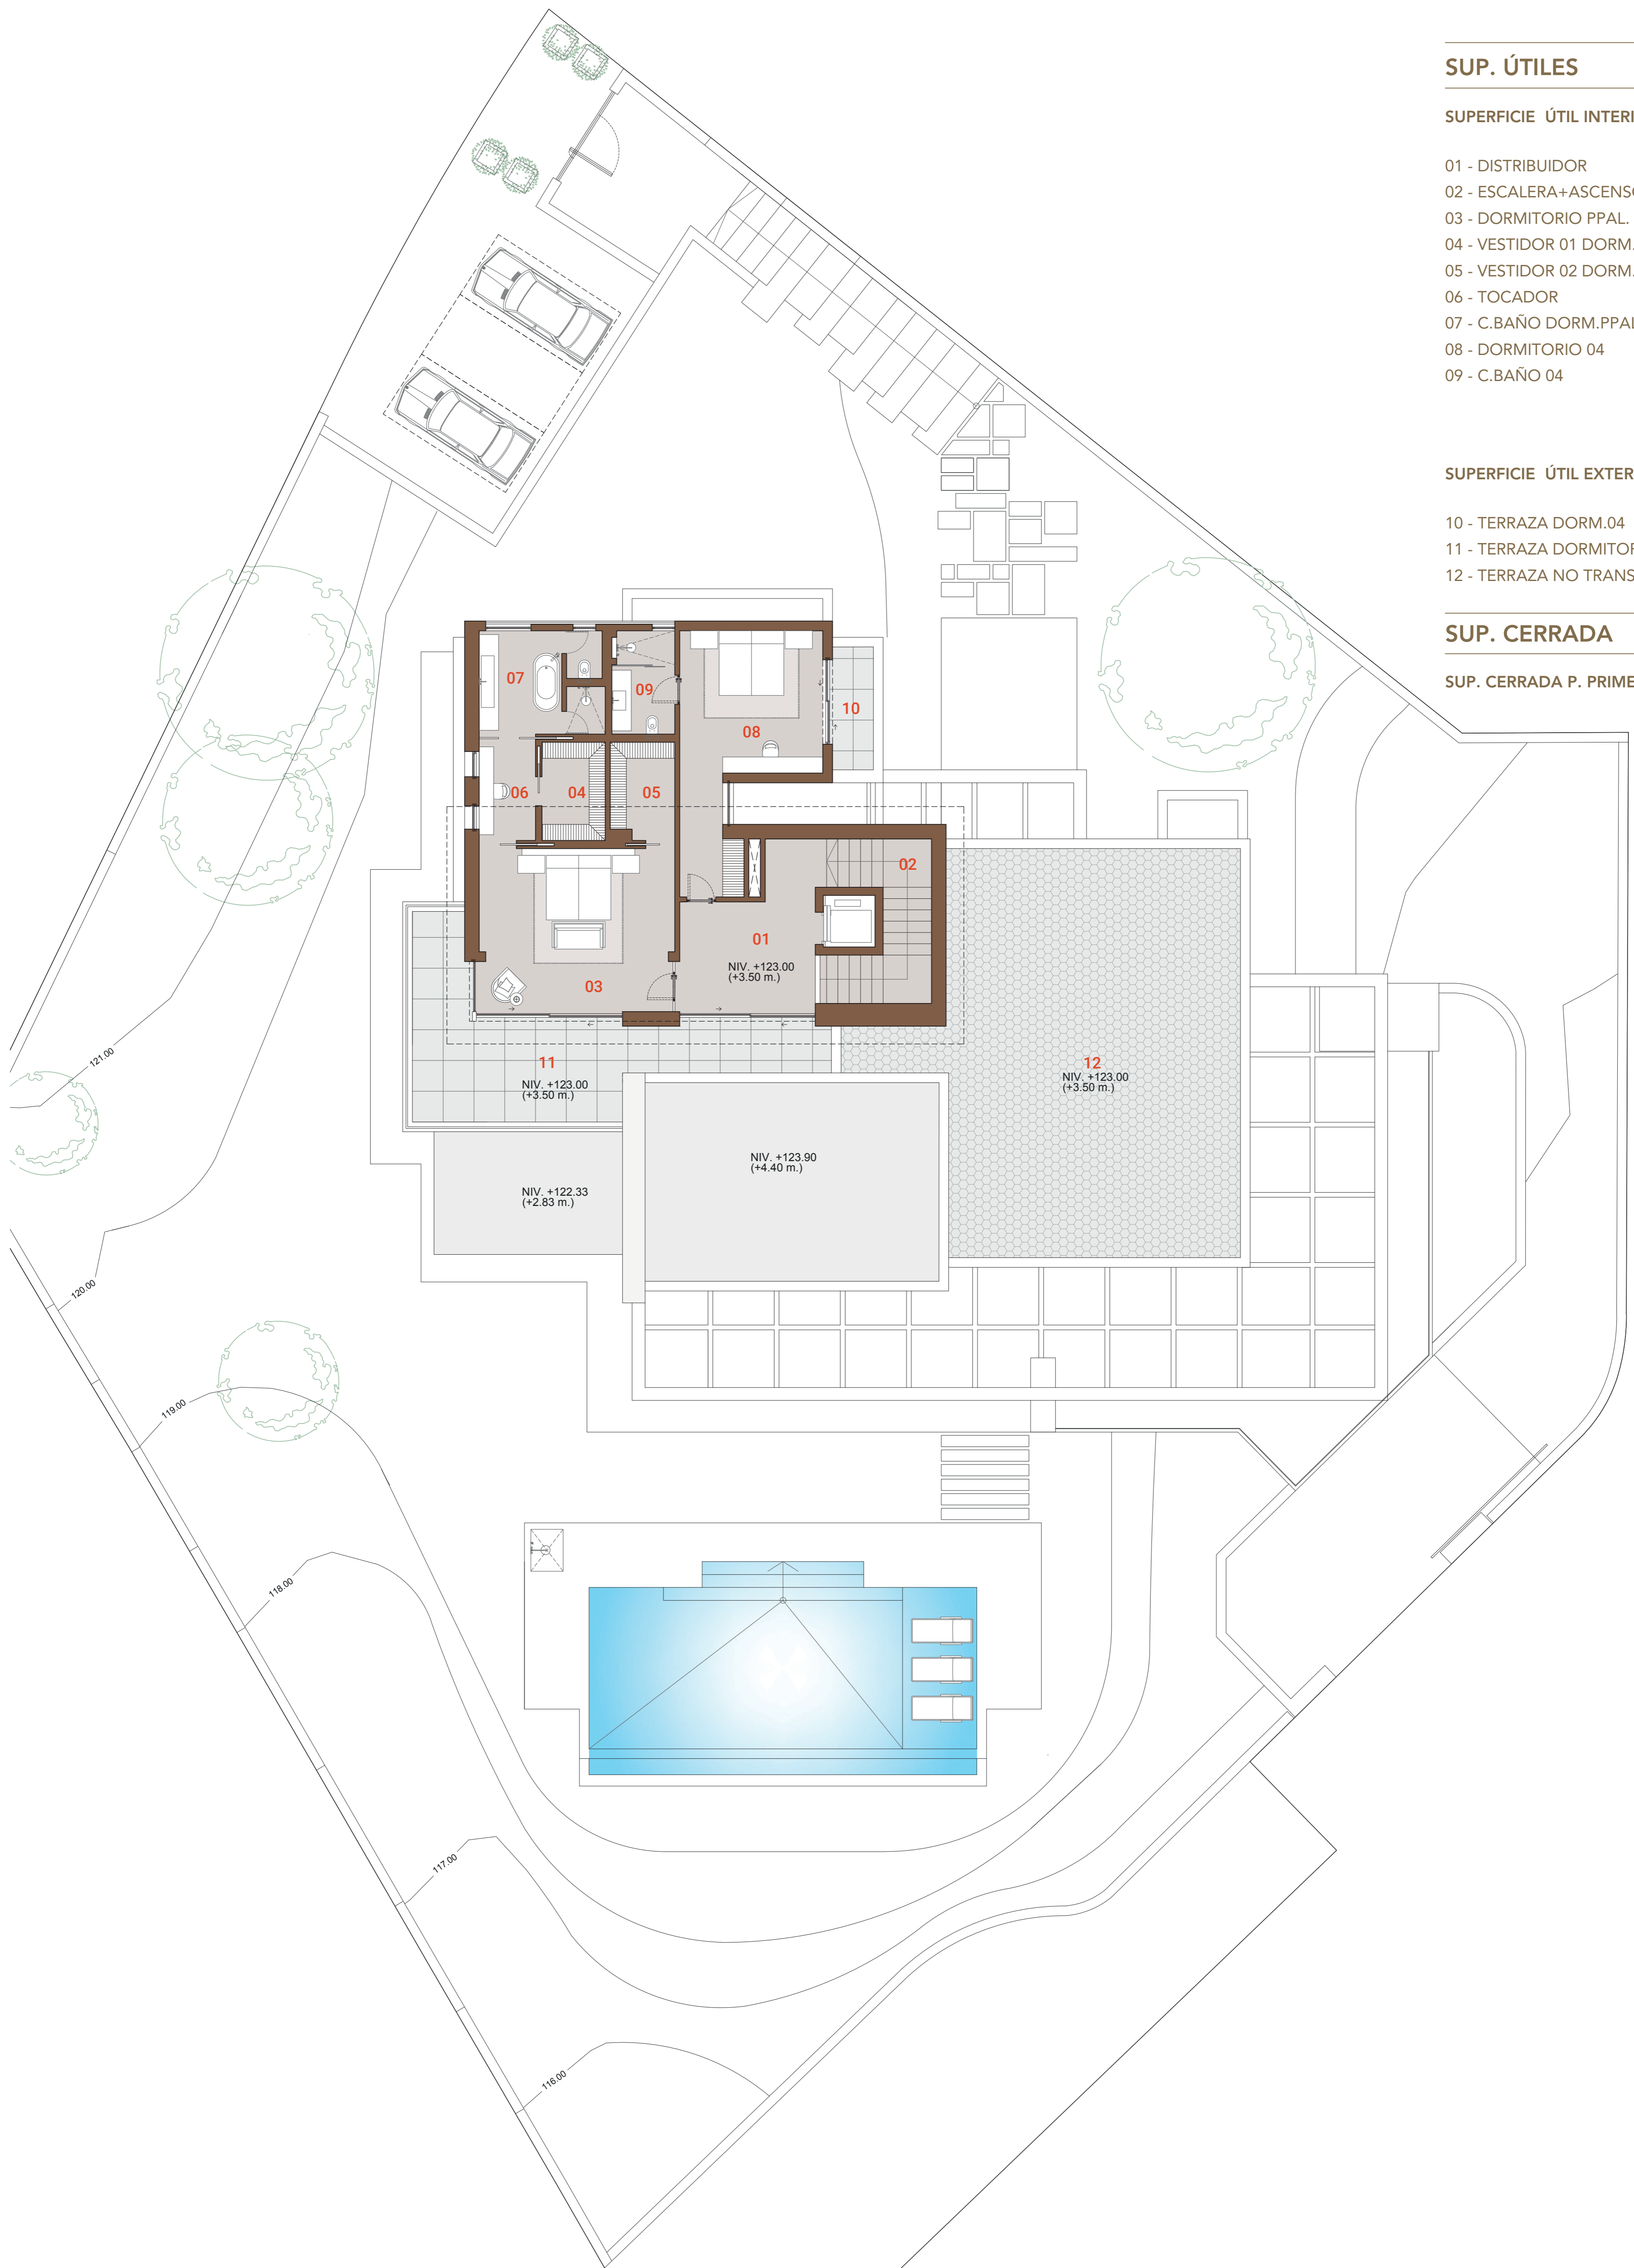 SUP. ÚTILES
SUPERFICIE ÚTIL INTERI
01 - DISTRIBUIDOR
02 - ESCALERA+ASCENS
03 - DORMITORIO PPAL.
04 - VESTIDOR 01 DORM.
05 - VESTIDOR 02 DORM.
06 - TOCADOR
07 - C.BAÑO DORM.PPAL
08 - DORMITORIO 04
09 - C.BAÑO 04
SUPERFICIE ÚTIL EXTER
10 - TERRAZA DORM.04
11 - TERRAZA DORMITOR
12 - TERRAZA NO TRANS
SUP. CERRADA
SUP. CERRADA P. PRIME
07
09
08
10
06
04
05
02
01
NIV. +123.00
(+3.50 m.)
03
11
NIV. +123.00
(+3.50 m.)
12
NIV. +123.00
(+3.50 m.)
NIV. +123.90
(+4.40 m.)
NIV. +122.33
(+2.83 m.)
121.00
120.00
119.00
118.00
117.00
116.00